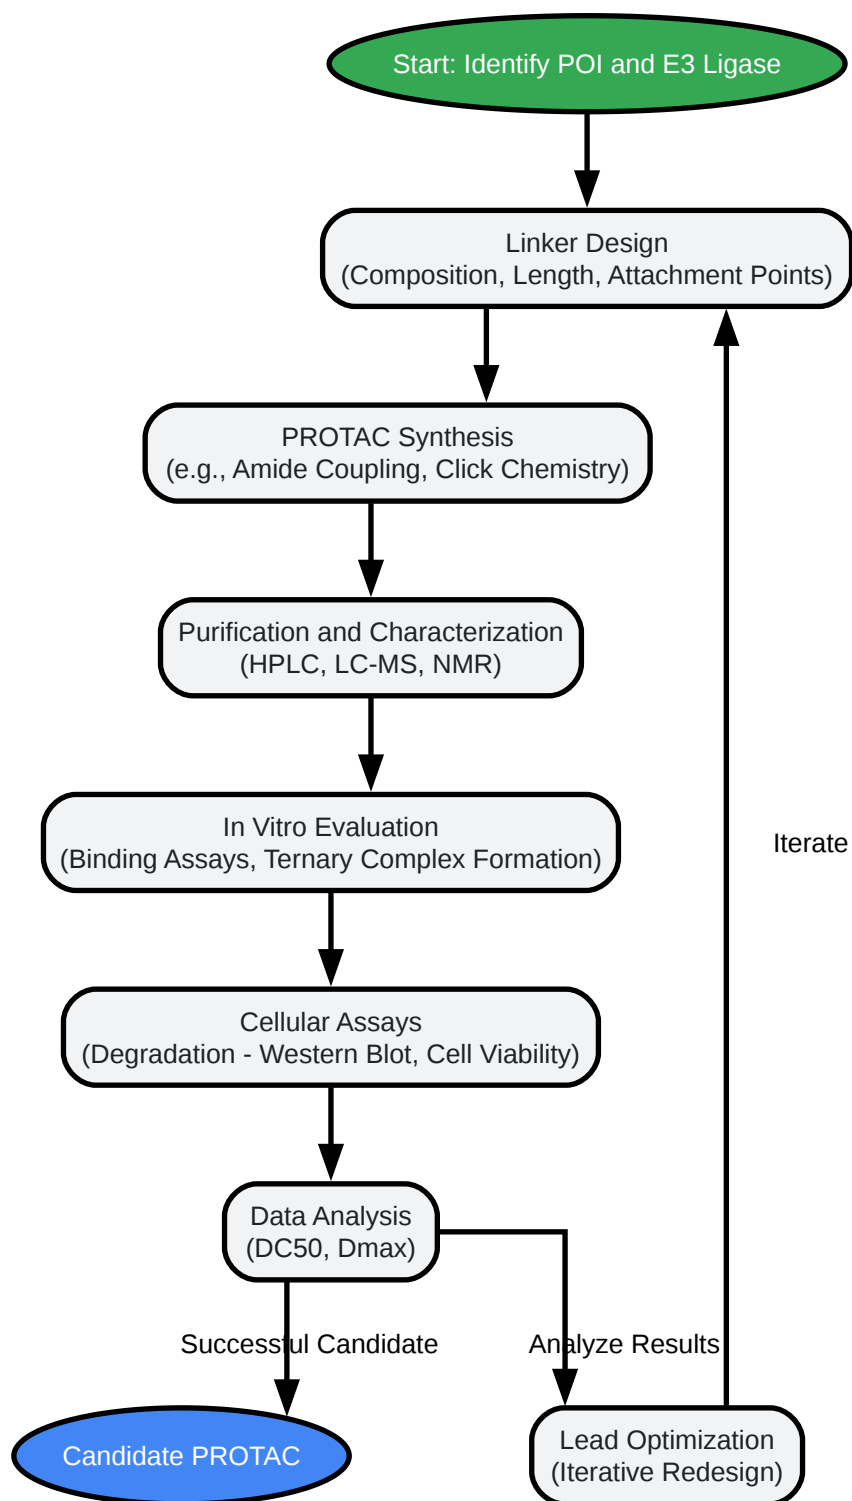 Start: Identify POI and E3 Ligase
Linker Design
(Composition, Length, Attachment Points)
PROTAC Synthesis
(e.g., Amide Coupling, Click Chemistry)
Purification and Characterization
(HPLC, LC-MS, NMR)
In Vitro Evaluation
(Binding Assays, Ternary Complex Formation)
Iterate
Cellular Assays
(Degradation - Western Blot, Cell Viability)
Data Analysis
(DC50, Dmax)
Successful Candidate
Analyze Results
Candidate PROTAC
Lead Optimization
(Iterative Redesign)